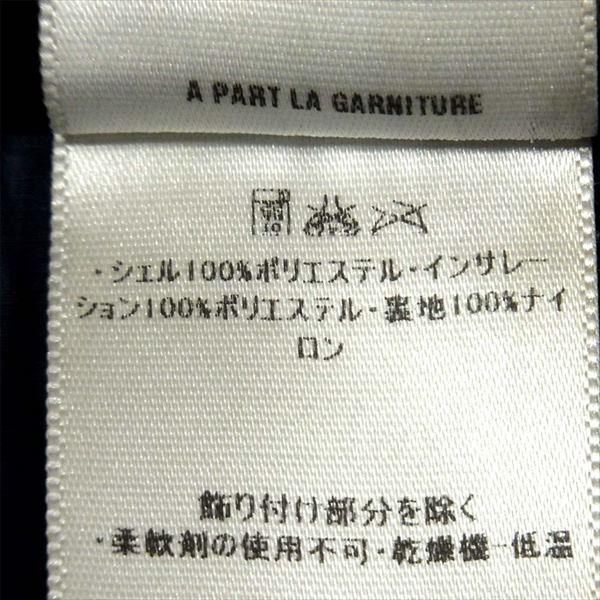 A PART LA GARNITURE
・シェル100%ポリエステル・インサレー
ション100%ポリエステル・裏地100%ナイ
ロン
飾り付け部分を除く
・柔軟剤の使用不可・乾燥機－低温